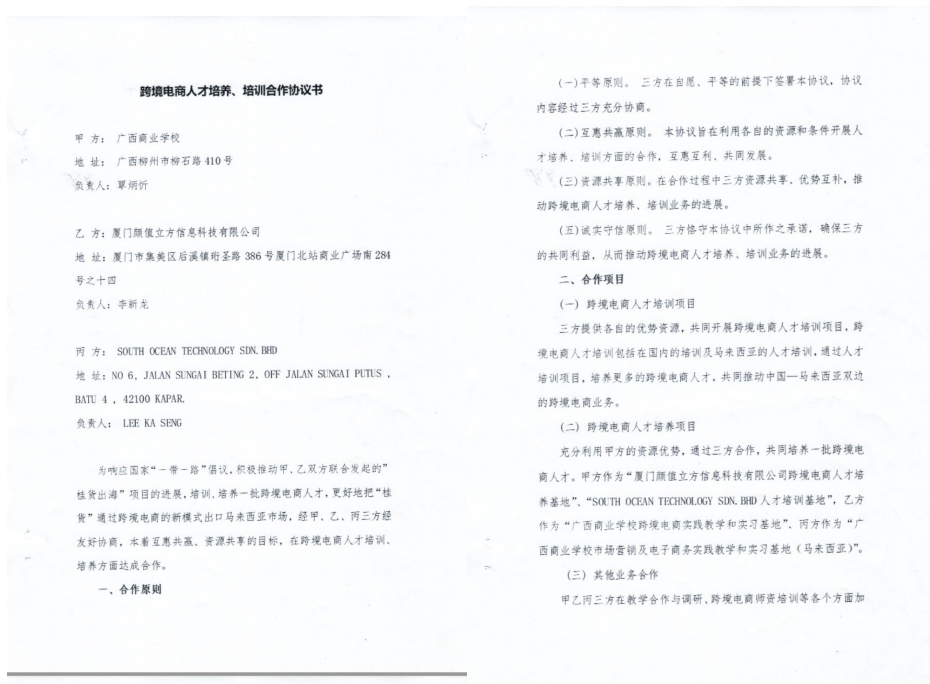 跨境电商人才培养、培训合作协议书
甲 方： 广西商业学校
地 址： 广西柳州市柳石路 410 号
负责人：覃炳忻
乙 方：厦门颜值立方信息科技有限公司
地 址：厦门市集美区后溪镇珩圣路 386 号厦门北站商业广场南 284
号之十四
负责人：李新龙
丙 方： SOUTH OCEAN TECHNOLOGY SDN.BHD
地 址：NO 6, JALAN SUNGAI BETING 2, OFF JALAN SUNGAI PUTUS ,
BATU 4 , 42100 KAPAR.
负责人： LEE KA SENG
为响应国家“一带一路”倡议，积极推动甲、乙双方联合发起的”
桂货出海”项目的进展，培训、培养一批跨境电商人才，更好地把“桂
货”通过跨境电商的新模式出口马来西亚市场，经甲、乙、丙三方经
友好协商，本着互惠共赢、资源共享的目标，在跨境电商人才培训、
培养方面达成合作。
一、合作原则
(一)平等原则。 三方在自愿、平等的前提下签署本协议，协议
内容经过三方充分协商。
(二)互惠共赢原则。 本协议旨在利用各自的资源和条件开展人
才培养、培训方面的合作，互惠互利、共同发展。
(三)资源共享原则。在合作过程中三方资源共享、优势互补，推
动跨境电商人才培养、培训业务的进展。
(五)诚实守信原则。 三方恪守本协议中所作之承诺，确保三方
的共同利益，从而推动跨境电商人才培养、培训业务的进展。
二、合作项目
(一) 跨境电商人才培训项目
三方提供各自的优势资源，共同开展跨境电商人才培训项目，跨
境电商人才培训包括在国内的培训及马来西亚的人才培训，通过人才
培训项目，培养更多的跨境电商人才，共同推动中国—马来西亚双边
的跨境电商业务。
(二) 跨境电商人才培养项目
充分利用甲方的资源优势，通过三方合作，共同培养一批跨境电
商人才。甲方作为“厦门颜值立方信息科技有限公司跨境电商人才培
养基地”、“SOUTH OCEAN TECHNOLOGY SDN.BHD 人才培训基地”，乙方
作为“广西商业学校跨境电商实践教学和实习基地”、丙方作为“广
西商业学校市场营销及电子商务实践教学和实习基地（马来西亚）”。
(三) 其他业务合作
甲乙丙三方在教学合作与调研、跨境电商师资培训等各个方面加